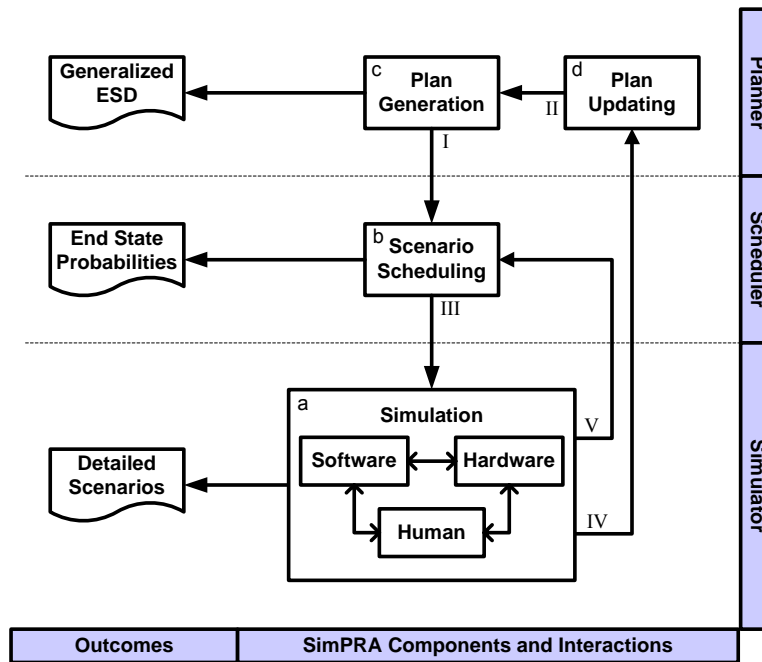 Generalized
ESD
c
Plan
Generation
d
Plan
Updating
II
I
Planner
End State
Probabilities
b
Scenario
Scheduling
III
Scheduler
a
Simulation
Software
Hardware
Human
V
IV
Detailed
Scenarios
Simulator
Outcomes
SimPRA Components and Interactions